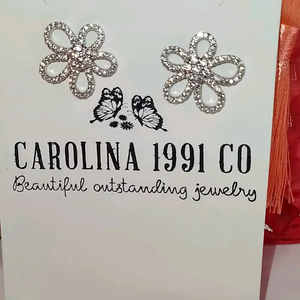 CAROLINA 1991 CO
Beautiful outstanding jewelry